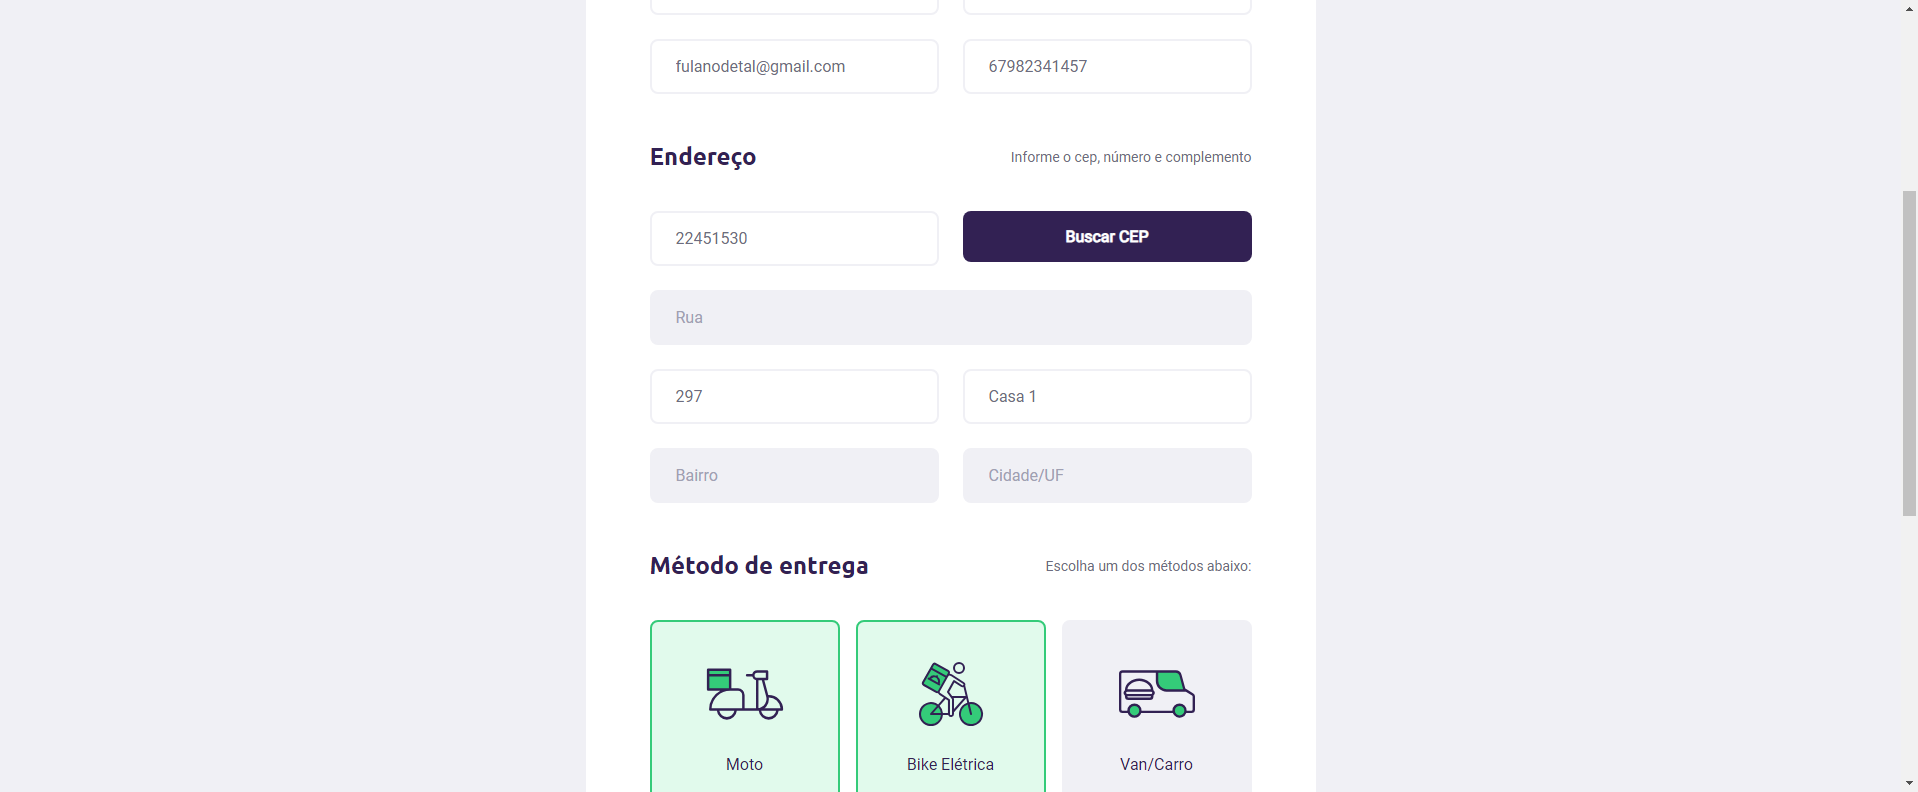 fulanodetal@gmail.com
67982341457
Endereço
Informe o cep, número e complemento
22451530
Buscar CEP
Rua
297
Casa 1
Bairro
Cidade/UF
Método de entrega
Escolha um dos métodos abaixo:
Moto
Bike Elétrica
Van/Carro